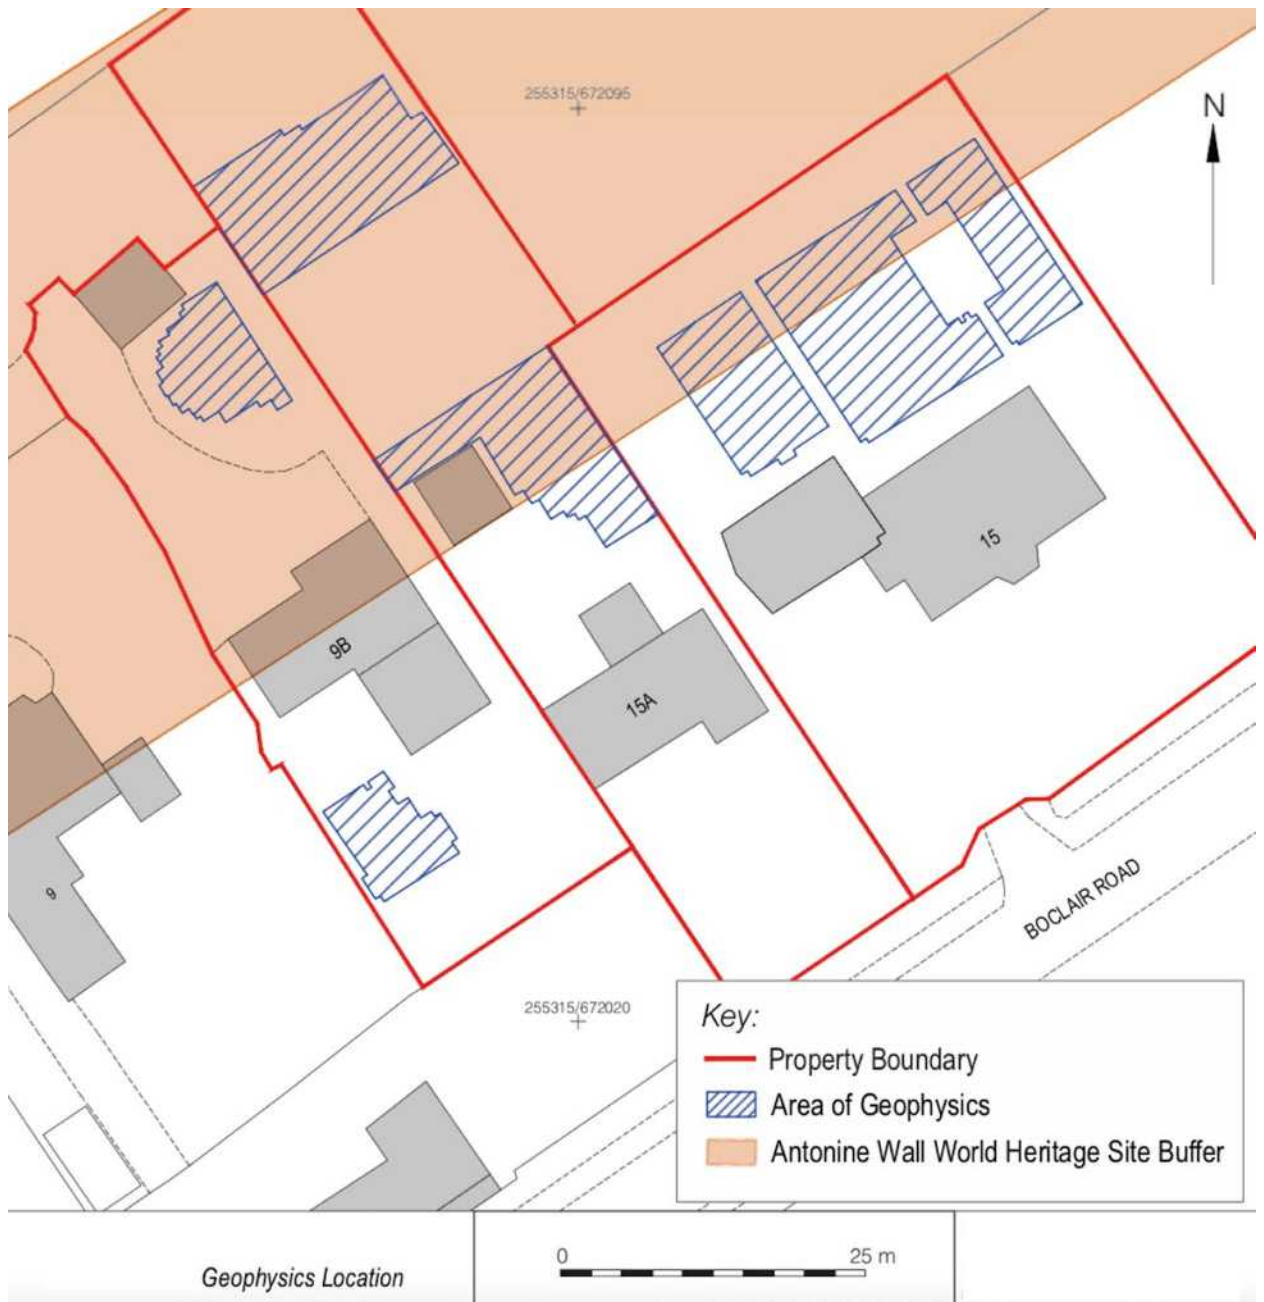 255315/672095
N
15
9B
15A
9
BOCLAIR ROAD
255315/672020
Key:
Property Boundary
Area of Geophysics
Antonine Wall World Heritage Site Buffer
Geophysics Location
0 25 m